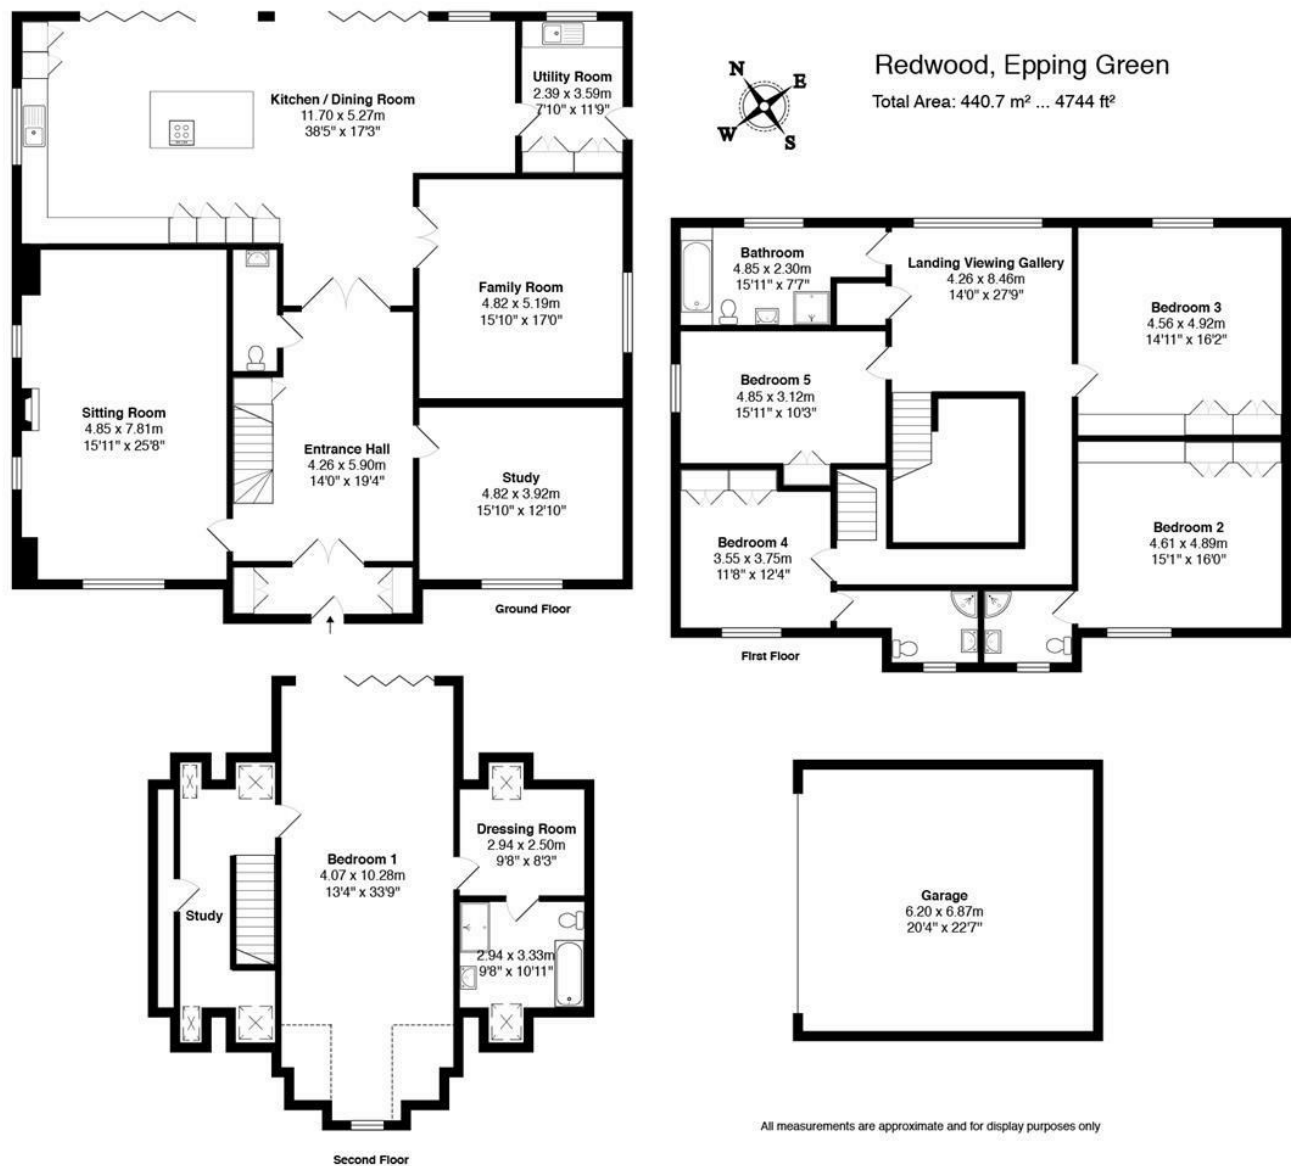 Redwood, Epping Green
Total Area: 440.7 m² ... 4744 ft²
N
E
W
S
Kitchen / Dining Room
11.70 x 5.27m
38'5" x 17'3"
Utility Room
2.39 x 3.59m
7'10" x 11'9"
Family Room
4.82 x 5.19m
15'10" x 17'0"
Sitting Room
4.85 x 7.81m
15'11" x 25'8"
Entrance Hall
4.26 x 5.90m
14'0" x 19'4"
Study
4.82 x 3.92m
15'10" x 12'10"
Ground Floor
Bathroom
4.85 x 2.30m
15'11" x 7'7"
Landing Viewing Gallery
4.26 x 8.46m
14'0" x 27'9"
Bedroom 3
4.56 x 4.92m
14'11" x 16'2"
Bedroom 5
4.85 x 3.12m
15'11" x 10'3"
Bedroom 4
3.55 x 3.75m
11'8" x 12'4"
Bedroom 2
4.61 x 4.89m
15'1" x 16'0"
First Floor
Bedroom 1
4.07 x 10.28m
13'4" x 33'9"
Dressing Room
2.94 x 2.50m
9'8" x 8'3"
Study
2.94 x 3.33m
9'8" x 10'11"
Second Floor
Garage
6.20 x 6.87m
20'4" x 22'7"
All measurements are approximate and for display purposes only